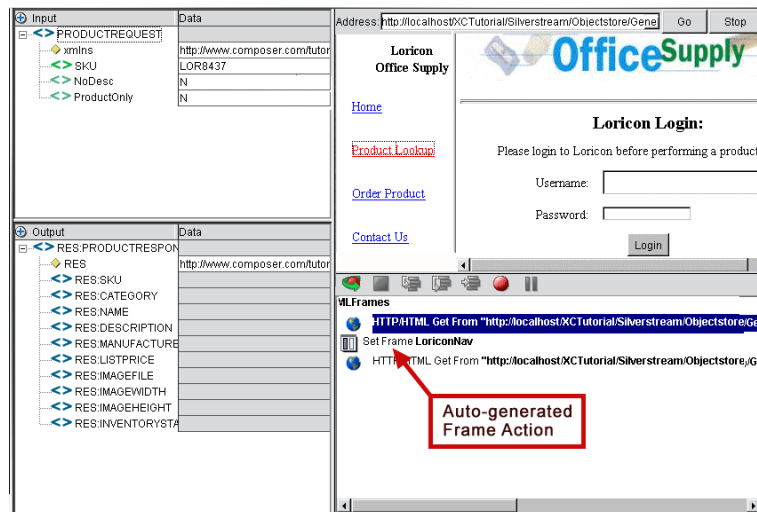 Input Data
PRODUCTREQUEST
xmlns http://www.composer.com/tutor
SKU LOR8437
NoDesc N
ProductOnly N
Output Data
RES:PRODUCTRESPON
RES http://www.composer.com/tutor
RES:SKU
RES:CATEGORY
RES:NAME
RES:DESCRIPTION
RES:MANUFACTURE
RES:LISTPRICE
RES:IMAGEFILE
RES:IMAGEWIDTH
RES:IMAGEHEIGHT
RES:INVENTORYSTA
Address: http://localhost/XCTutorial/Silverstream/Objectstore/Gene Go Stop
Loricon
Office Supply
Home
Product Lookup
Order Product
Contact Us
OfficeSupply
Loricon Login:
Please login to Loricon before performing a product
Username:
Password:
Login
MLFrames
HTTP/HTML Get From "http://localhost/XCTutorial/Silverstream/Objectstore/Ge
Set Frame LoriconNav
HTTP/HTML Get From "http://localhost/XCTutorial/Silverstream/Objectstore/G
Auto-generated
Frame Action